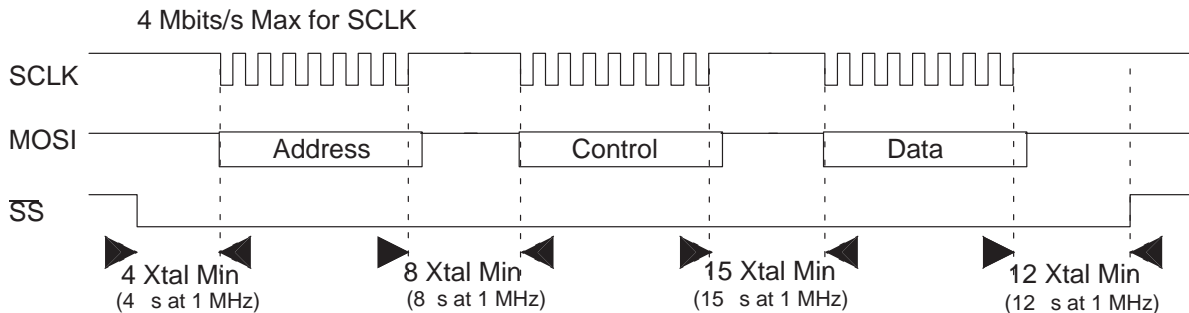 4 Mbits/s Max for SCLK
SCLK
MOSI
Address
Control
Data
SS
4 Xtal Min
(4 s at 1 MHz)
8 Xtal Min
(8 s at 1 MHz)
15 Xtal Min
(15 s at 1 MHz)
12 Xtal Min
(12 s at 1 MHz)